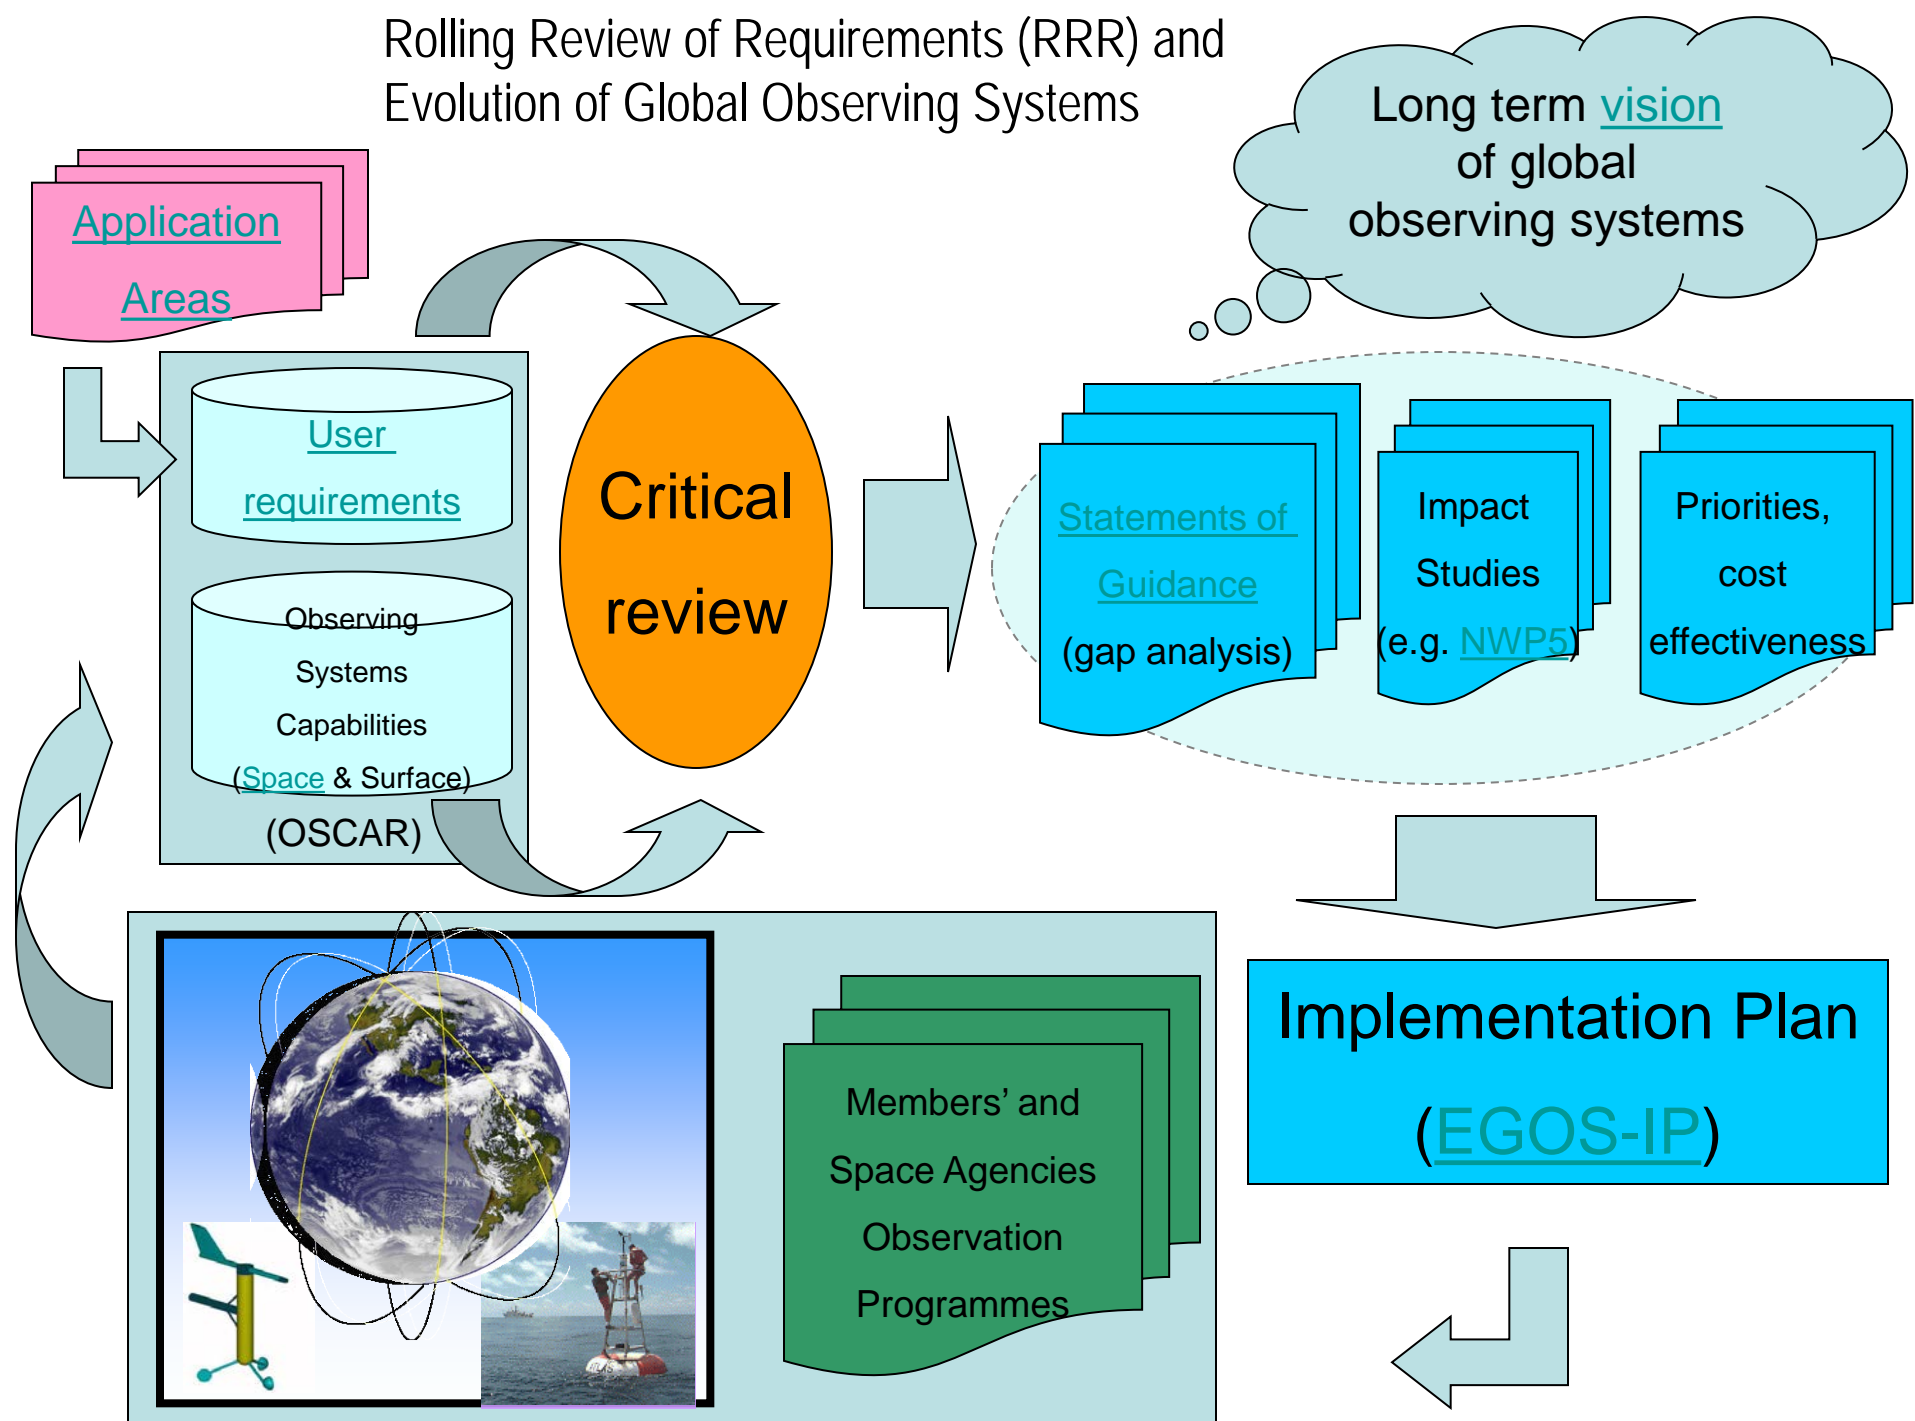 Rolling Review of Requirements (RRR) and
Evolution of Global Observing Systems
Long term vision
of global
observing systems
Application
Areas
User
requirements
Observing
Systems
Capabilities
(Space & Surface)
(OSCAR)
Critical
review
Statements of
Guidance
(gap analysis)
Impact
Studies
(e.g. NWP5)
Priorities,
cost
effectiveness
Implementation Plan
(EGOS-IP)
Members’ and
Space Agencies
Observation
Programmes